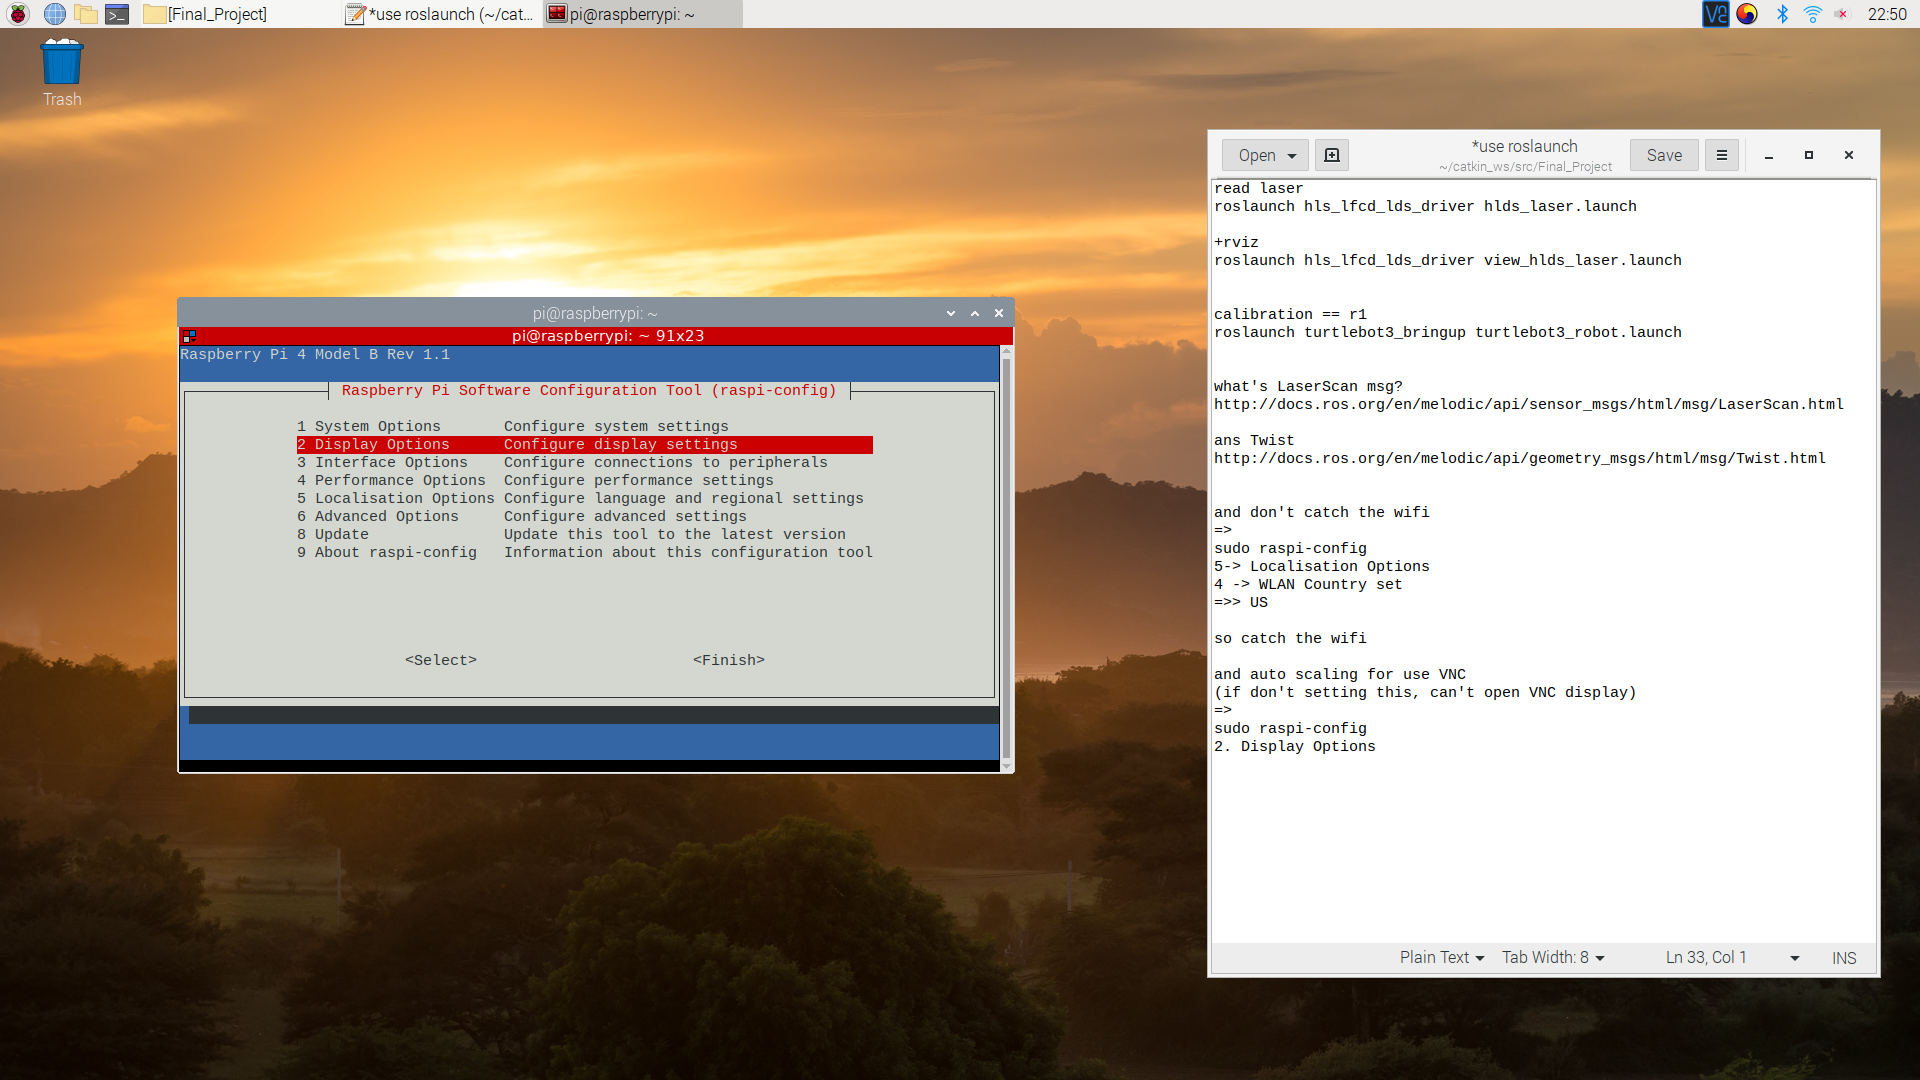 [Final_Project]
*use roslaunch (~/cat...
pi@raspberrypi: ~
22:50
Trash
pi@raspberrypi: ~
pi@raspberrypi: ~ 91x23
Raspberry Pi 4 Model B Rev 1.1
Raspberry Pi Software Configuration Tool (raspi-config)
1 System Options Configure system settings
2 Display Options Configure display settings
3 Interface Options Configure connections to peripherals
4 Performance Options Configure performance settings
5 Localisation Options Configure language and regional settings
6 Advanced Options Configure advanced settings
8 Update Update this tool to the latest version
9 About raspi-config Information about this configuration tool
<Select> <Finish>
Open
*use roslaunch
~/catkin_ws/src/Final_Project
Save
read laser
roslaunch hls_lfcd_lds_driver hlds_laser.launch
+rviz
roslaunch hls_lfcd_lds_driver view_hlds_laser.launch
calibration == r1
roslaunch turtlebot3_bringup turtlebot3_robot.launch
what's LaserScan msg?
http://docs.ros.org/en/melodic/api/sensor_msgs/html/msg/LaserScan.html
ans Twist
http://docs.ros.org/en/melodic/api/geometry_msgs/html/msg/Twist.html
and don't catch the wifi
=>
sudo raspi-config
5-> Localisation Options
4 -> WLAN Country set
=>> US
so catch the wifi
and auto scaling for use VNC
(if don't setting this, can't open VNC display)
=>
sudo raspi-config
2. Display Options
Plain Text Tab Width: 8 Ln 33, Col 1 INS